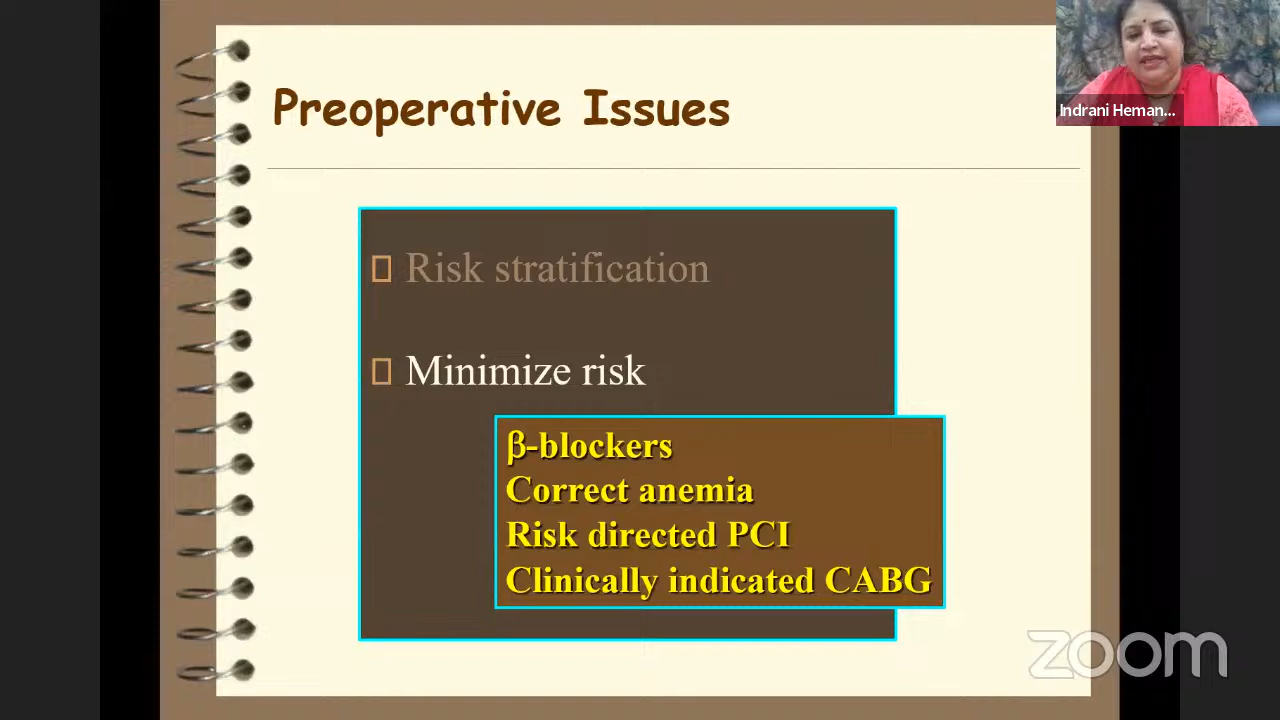 Preoperative Issues
Indrani Heman...
Risk stratification
Minimize risk
β-blockers
Correct anemia
Risk directed PCI
Clinically indicated CABG
zoom